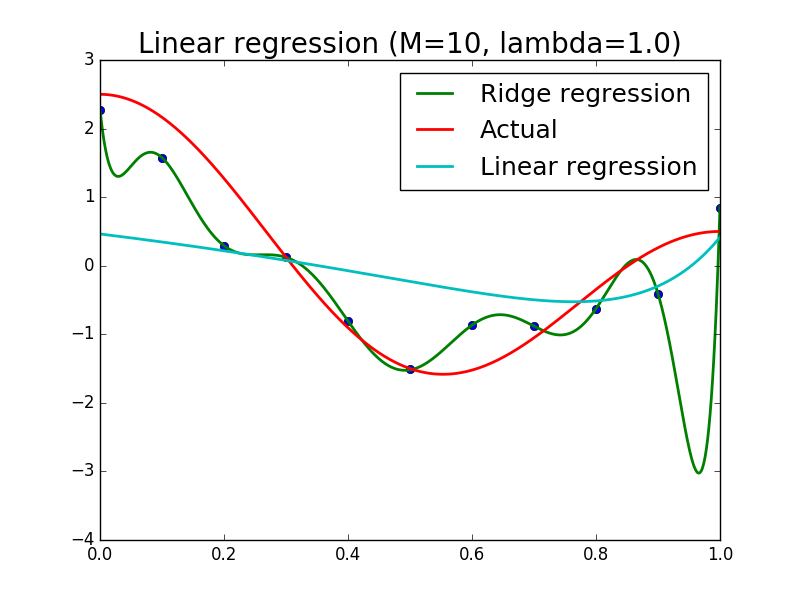 Linear regression (M=10, lambda=1.0)
Ridge regression
Actual
Linear regression
3
2
1
0
−1
−2
−3
−4
0.0 0.2 0.4 0.6 0.8 1.0